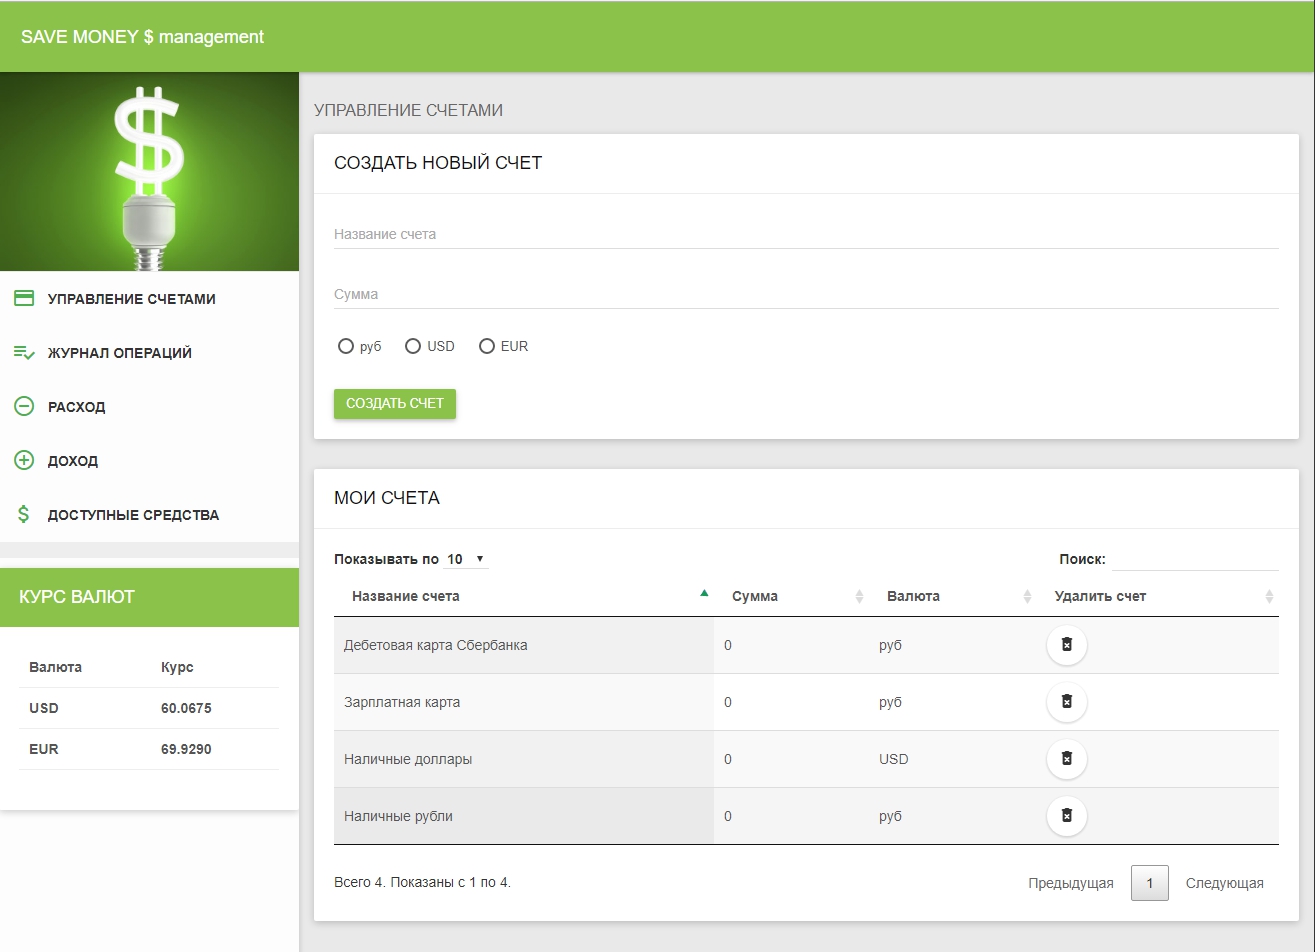 SAVE MONEY $ management
УПРАВЛЕНИЕ СЧЕТАМИ
ЖУРНАЛ ОПЕРАЦИЙ
РАСХОД
ДОХОД
ДОСТУПНЫЕ СРЕДСТВА
КУРС ВАЛЮТ
Валюта Курс
USD 60.0675
EUR 69.9290
УПРАВЛЕНИЕ СЧЕТАМИ
СОЗДАТЬ НОВЫЙ СЧЕТ
Название счета
Сумма
руб USD EUR
СОЗДАТЬ СЧЕТ
МОИ СЧЕТА
Показывать по 10 Поиск:
Название счета Сумма Валюта Удалить счет
Дебетовая карта Сбербанка 0 руб
Зарплатная карта 0 руб
Наличные доллары 0 USD
Наличные рубли 0 руб
Всего 4. Показаны с 1 по 4. Предыдущая 1 Следующая